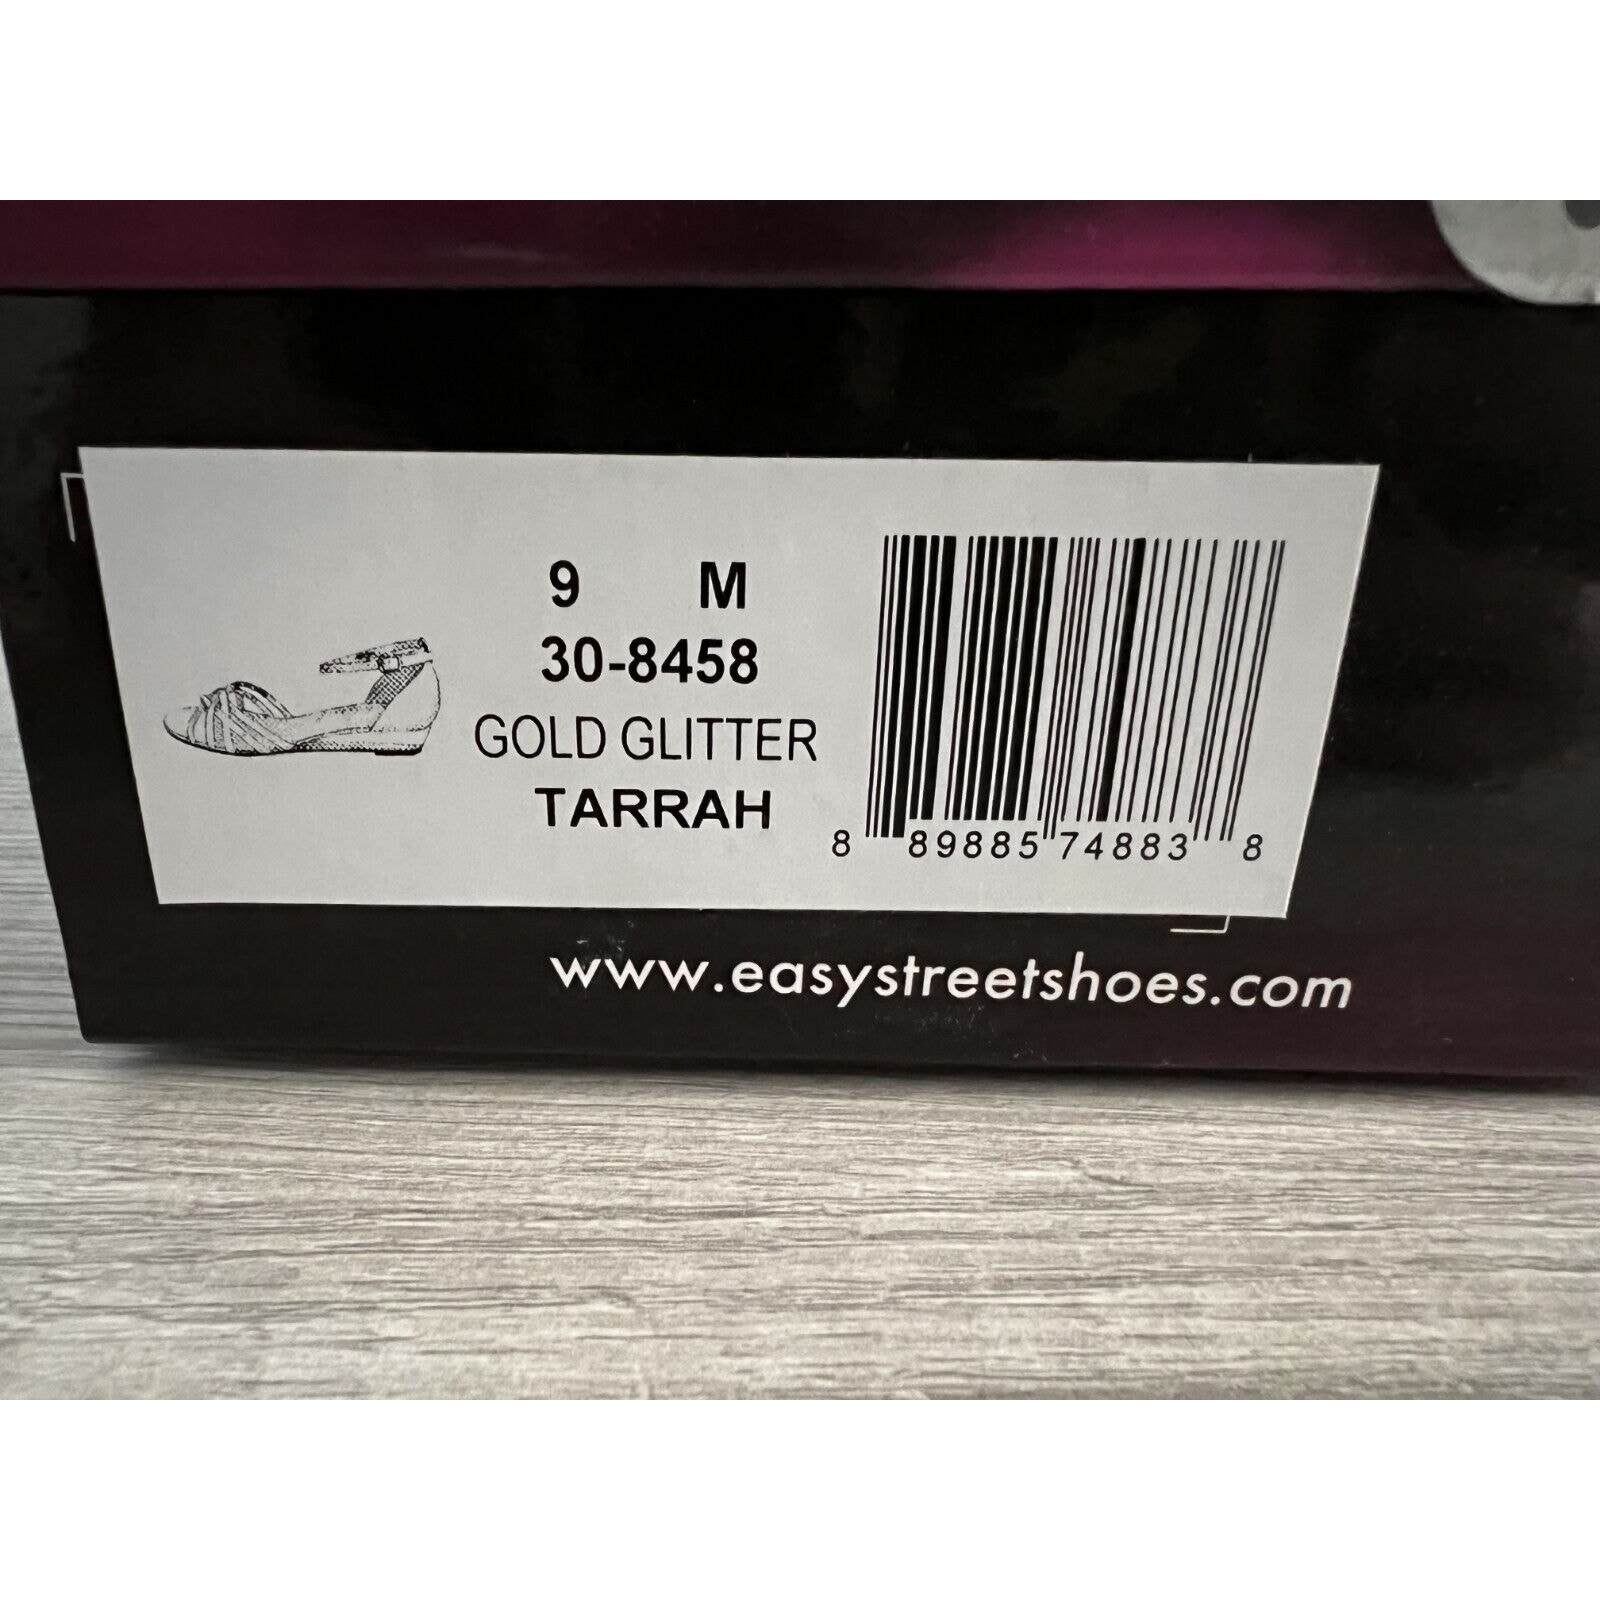 9 M
30-8458
GOLD GLITTER
TARRAH
8 89885 74883 8
www.easystreetshoes.com